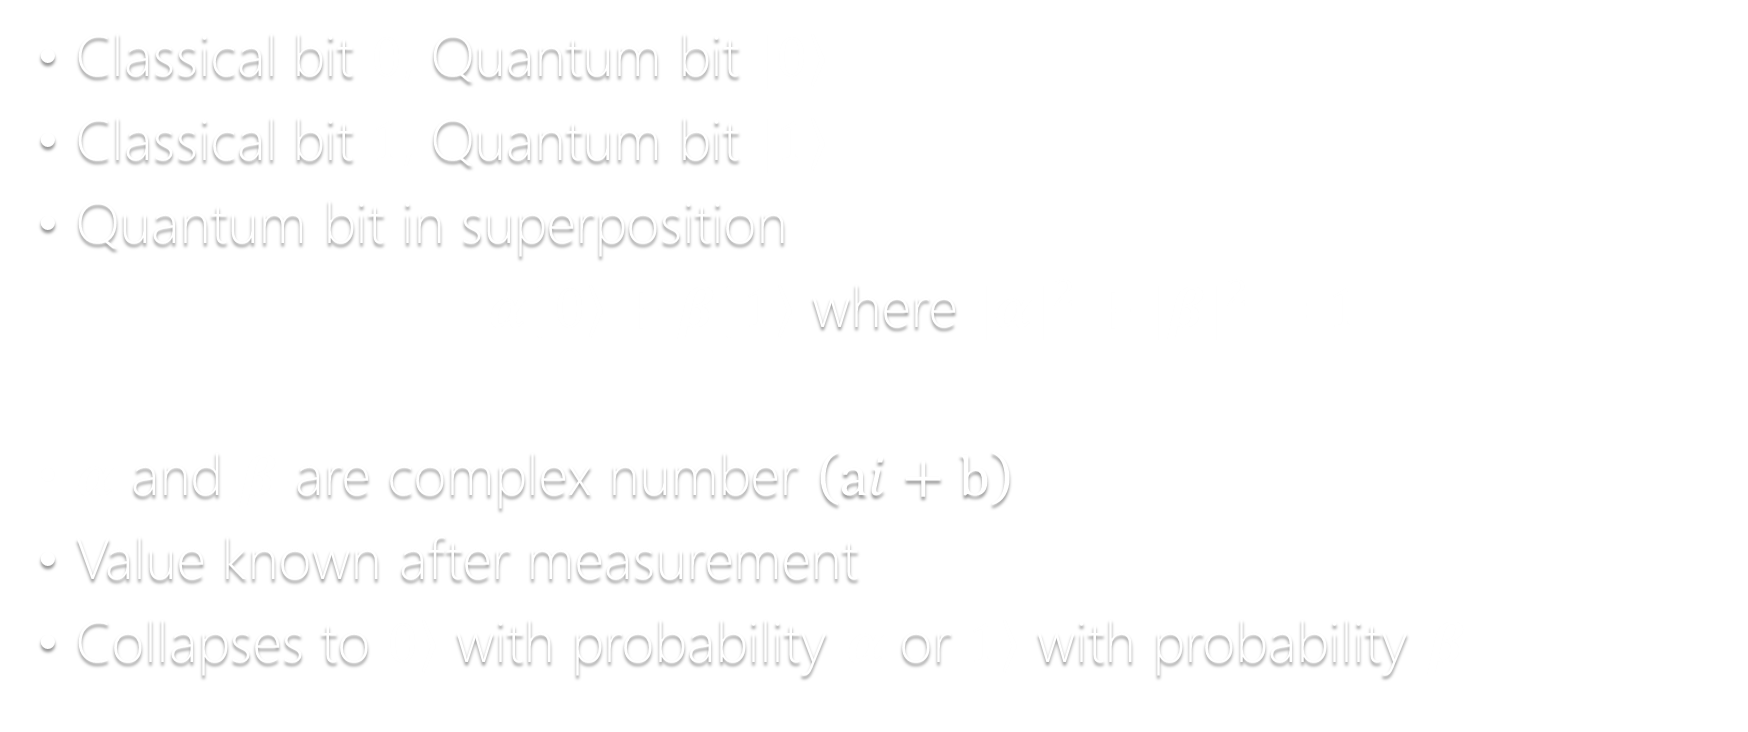 • Classical bit Quantum bit
• Classical bit Quantum bit
• Quantum bit in superposition
where
and are complex number (ai + b)
• Value known after measurement
• Collapses to with probability or with probability